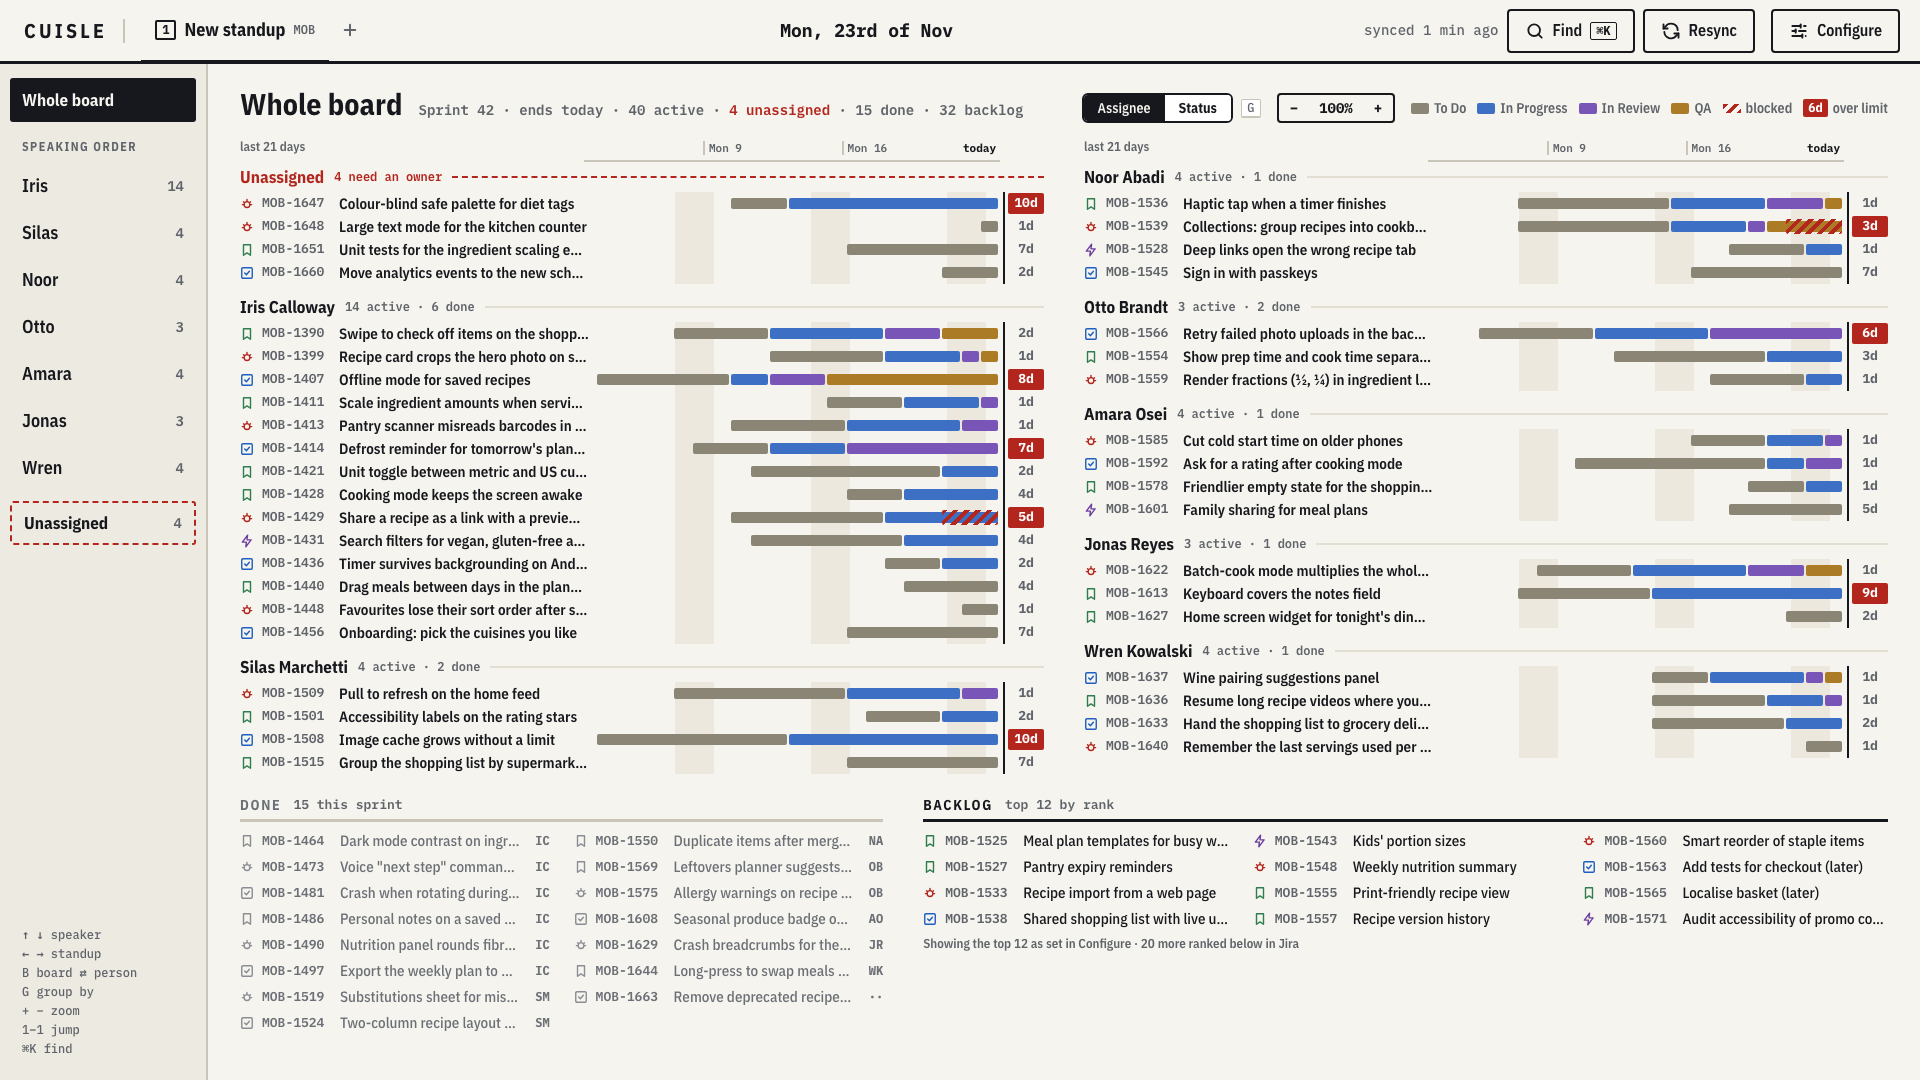 CUISLE
1 New standup MOB
+
Mon, 23rd of Nov
synced 1 min ago
Find ⌘K
Resync
Configure
Whole board
SPEAKING ORDER
Iris 14
Silas 4
Noor 4
Otto 3
Amara 4
Jonas 3
Wren 4
Unassigned 4
↑ ↓ speaker
← → standup
B board ⇄ person
G group by
+ − zoom
1–1 jump
⌘K find
Whole board
Sprint 42 · ends today · 40 active · 4 unassigned · 15 done · 32 backlog
Assignee Status G
− 100% +
To Do In Progress In Review QA blocked 6d over limit
last 21 days Mon 9 Mon 16 today
Unassigned 4 need an owner
MOB-1647 Colour-blind safe palette for diet tags 10d
MOB-1648 Large text mode for the kitchen counter 1d
MOB-1651 Unit tests for the ingredient scaling e... 7d
MOB-1660 Move analytics events to the new sch... 2d
Iris Calloway 14 active · 6 done
MOB-1390 Swipe to check off items on the shopp... 2d
MOB-1399 Recipe card crops the hero photo on s... 1d
MOB-1407 Offline mode for saved recipes 8d
MOB-1411 Scale ingredient amounts when servi... 1d
MOB-1413 Pantry scanner misreads barcodes in ... 1d
MOB-1414 Defrost reminder for tomorrow's plan... 7d
MOB-1421 Unit toggle between metric and US cu... 2d
MOB-1428 Cooking mode keeps the screen awake 4d
MOB-1429 Share a recipe as a link with a previe... 5d
MOB-1431 Search filters for vegan, gluten-free a... 4d
MOB-1436 Timer survives backgrounding on And... 2d
MOB-1440 Drag meals between days in the plan... 4d
MOB-1448 Favourites lose their sort order after s... 1d
MOB-1456 Onboarding: pick the cuisines you like 7d
Silas Marchetti 4 active · 2 done
MOB-1509 Pull to refresh on the home feed 1d
MOB-1501 Accessibility labels on the rating stars 2d
MOB-1508 Image cache grows without a limit 10d
MOB-1515 Group the shopping list by supermark... 7d
last 21 days Mon 9 Mon 16 today
Noor Abadi 4 active · 1 done
MOB-1536 Haptic tap when a timer finishes 1d
MOB-1539 Collections: group recipes into cookb... 3d
MOB-1528 Deep links open the wrong recipe tab 1d
MOB-1545 Sign in with passkeys 7d
Otto Brandt 3 active · 2 done
MOB-1566 Retry failed photo uploads in the bac... 6d
MOB-1554 Show prep time and cook time separa... 3d
MOB-1559 Render fractions (½, ¼) in ingredient l... 1d
Amara Osei 4 active · 1 done
MOB-1585 Cut cold start time on older phones 1d
MOB-1592 Ask for a rating after cooking mode 1d
MOB-1578 Friendlier empty state for the shoppin... 1d
MOB-1601 Family sharing for meal plans 5d
Jonas Reyes 3 active · 1 done
MOB-1622 Batch-cook mode multiplies the whol... 1d
MOB-1613 Keyboard covers the notes field 9d
MOB-1627 Home screen widget for tonight's din... 2d
Wren Kowalski 4 active · 1 done
MOB-1637 Wine pairing suggestions panel 1d
MOB-1636 Resume long recipe videos where you... 1d
MOB-1633 Hand the shopping list to grocery deli... 2d
MOB-1640 Remember the last servings used per ... 1d
DONE 15 this sprint
MOB-1464 Dark mode contrast on ingr... IC
MOB-1473 Voice "next step" comman... IC
MOB-1481 Crash when rotating during... IC
MOB-1486 Personal notes on a saved ... IC
MOB-1490 Nutrition panel rounds fibr... IC
MOB-1497 Export the weekly plan to ... IC
MOB-1519 Substitutions sheet for mis... SM
MOB-1524 Two-column recipe layout ... SM
MOB-1550 Duplicate items after merg... NA
MOB-1569 Leftovers planner suggests... OB
MOB-1575 Allergy warnings on recipe ... OB
MOB-1608 Seasonal produce badge o... AO
MOB-1629 Crash breadcrumbs for the... JR
MOB-1644 Long-press to swap meals ... WK
MOB-1663 Remove deprecated recipe... ··
BACKLOG top 12 by rank
MOB-1525 Meal plan templates for busy w...
MOB-1527 Pantry expiry reminders
MOB-1533 Recipe import from a web page
MOB-1538 Shared shopping list with live u...
MOB-1543 Kids' portion sizes
MOB-1548 Weekly nutrition summary
MOB-1555 Print-friendly recipe view
MOB-1557 Recipe version history
MOB-1560 Smart reorder of staple items
MOB-1563 Add tests for checkout (later)
MOB-1565 Localise basket (later)
MOB-1571 Audit accessibility of promo co...
Showing the top 12 as set in Configure · 20 more ranked below in Jira